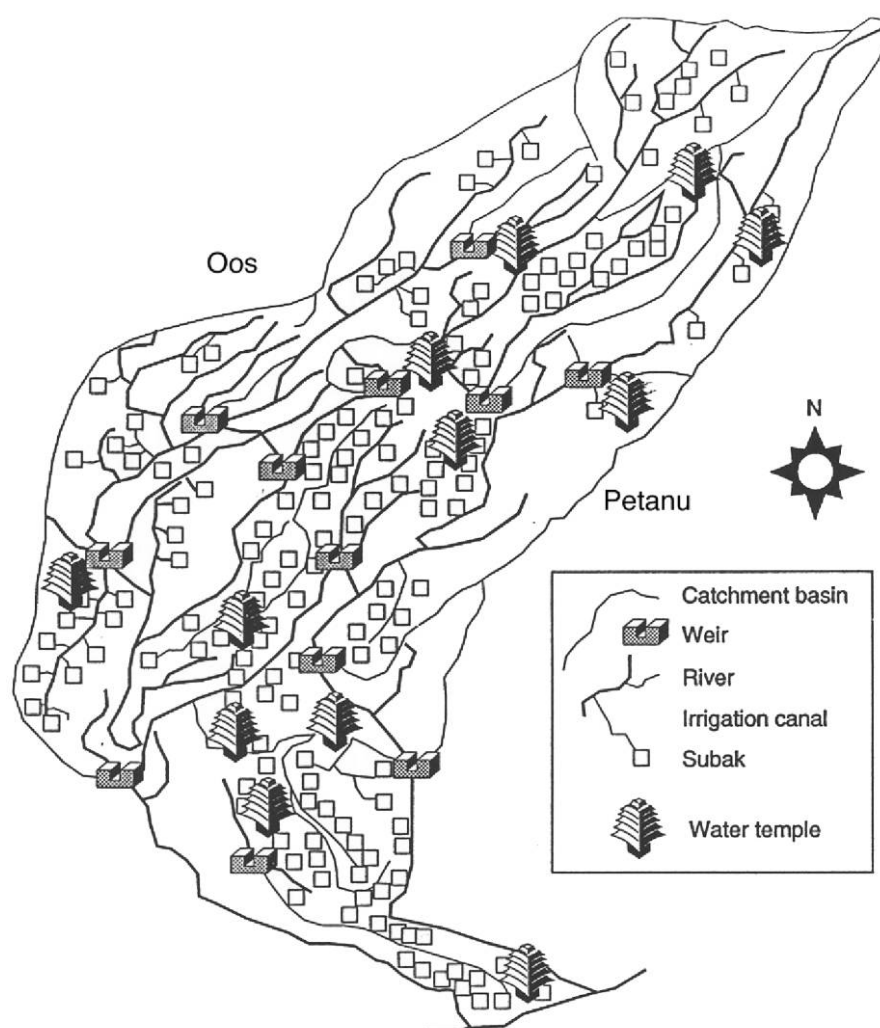 Oos
Petanu
N
Catchment basin
Weir
River
Irrigation canal
Subak
Water temple